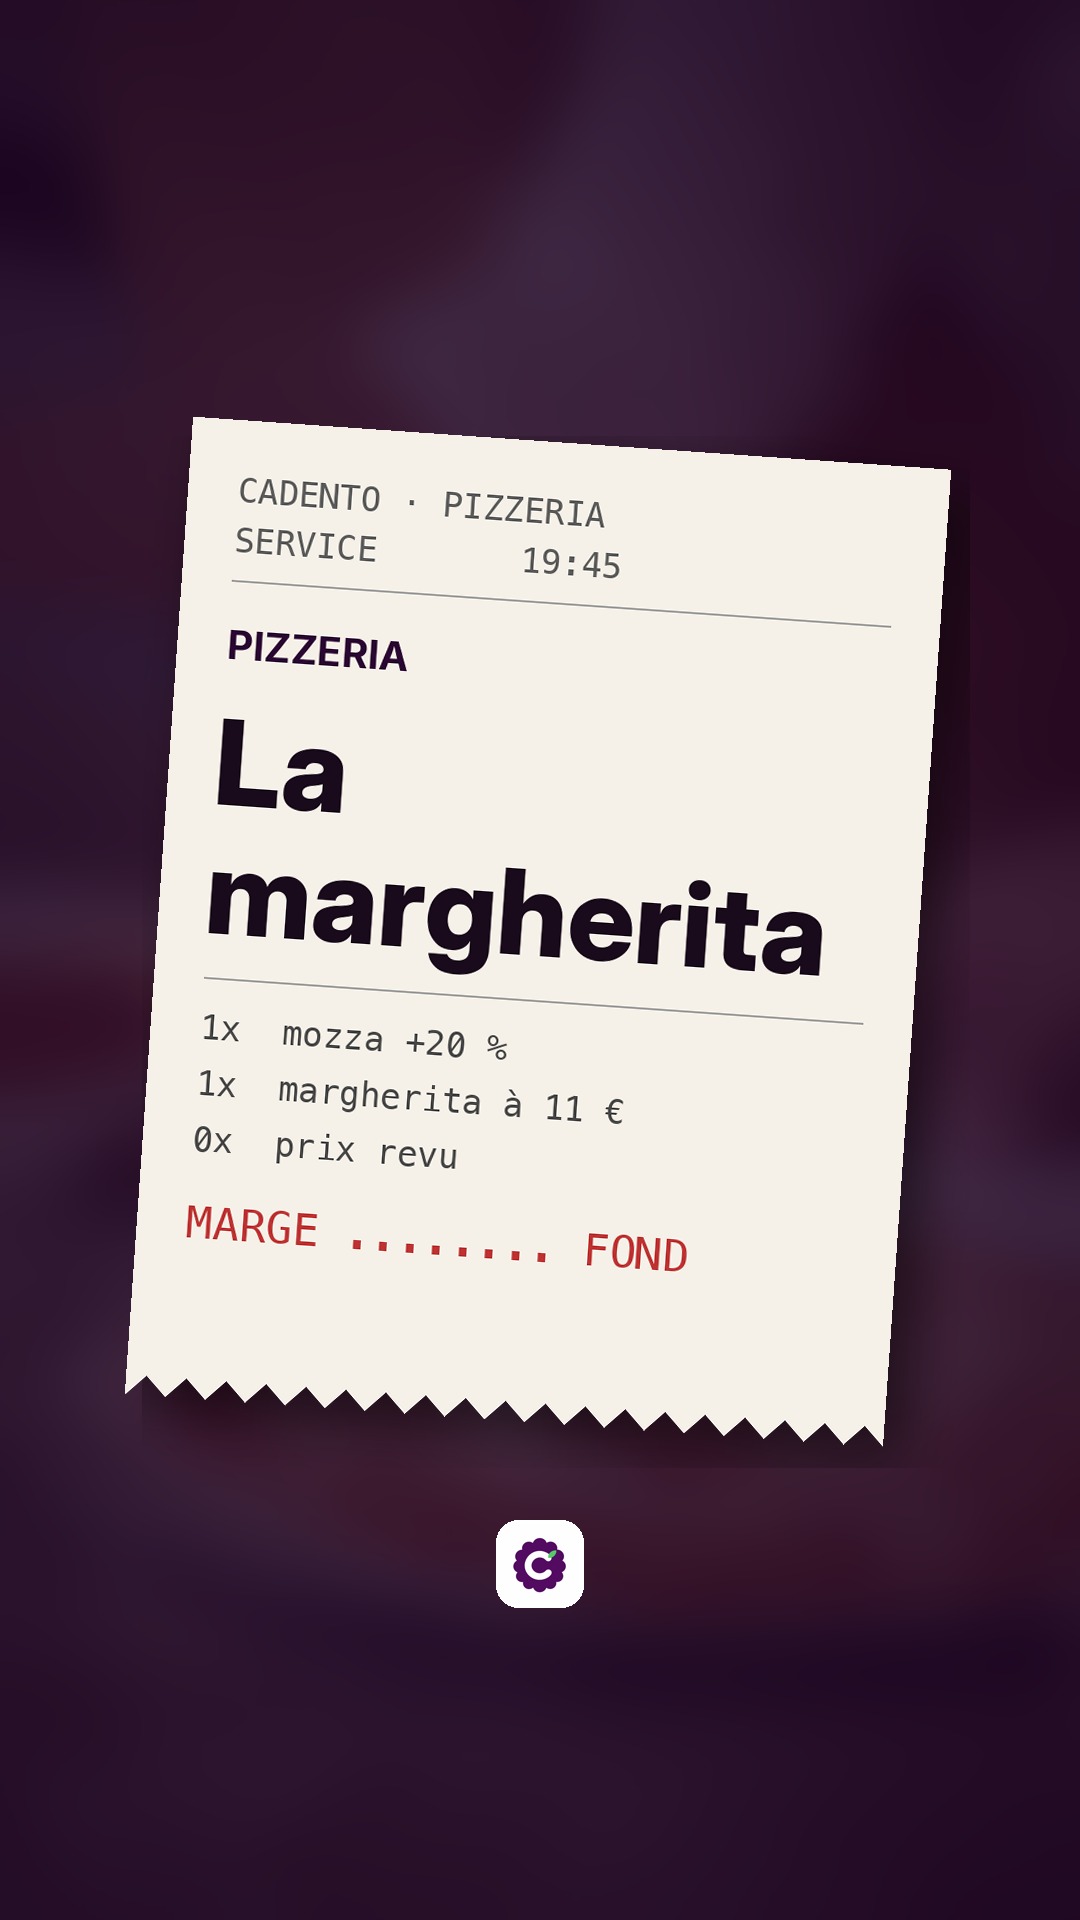 CADENTO · PIZZERIA
SERVICE 19:45
PIZZERIA
La
margherita
1x mozza +20 %
1x margherita à 11 €
0x prix revu
MARGE ........ FOND
C